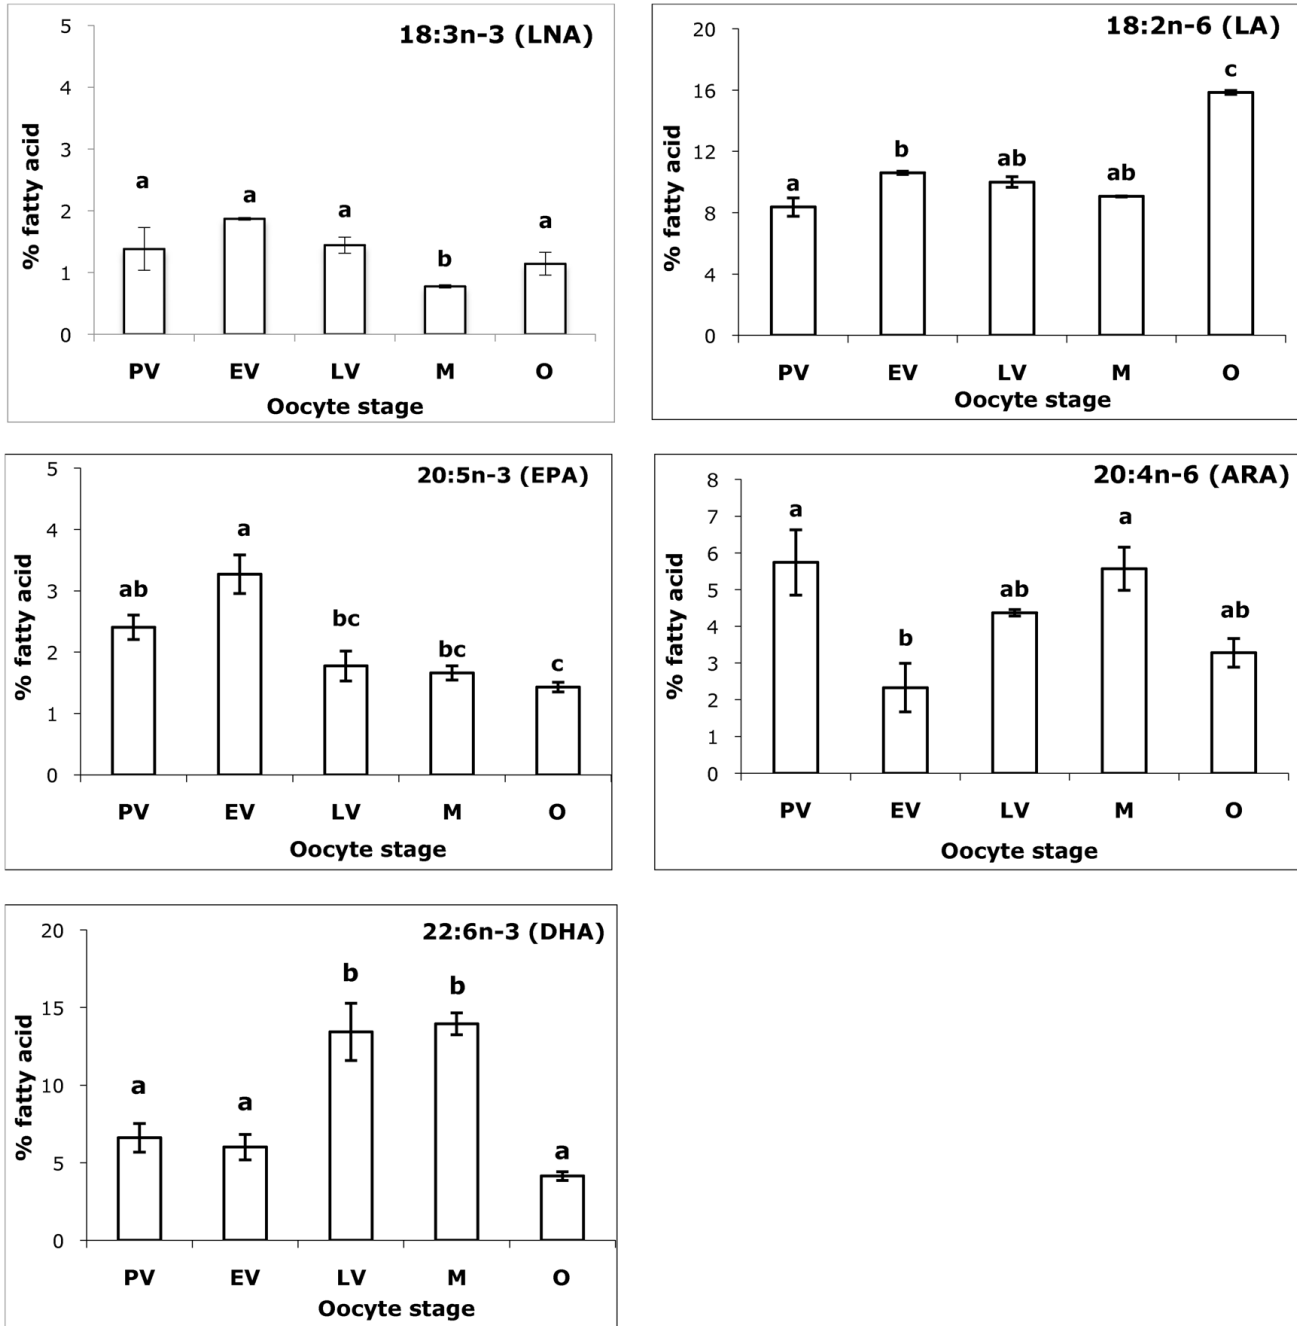 18:3n-3 (LNA)
% fatty acid
5
4
3
2
1
0
a
a
a
b
a
PV EV LV M O
Oocyte stage
18:2n-6 (LA)
% fatty acid
20
16
12
8
4
0
a
b
ab
ab
c
PV EV LV M O
Oocyte stage
20:5n-3 (EPA)
% fatty acid
5
4
3
2
1
0
ab
a
bc
bc
c
PV EV LV M O
Oocyte stage
20:4n-6 (ARA)
% fatty acid
8
7
6
5
4
3
2
1
0
a
b
ab
a
ab
PV EV LV M O
Oocyte stage
22:6n-3 (DHA)
% fatty acid
20
15
10
5
0
a
a
b
b
a
PV EV LV M O
Oocyte stage